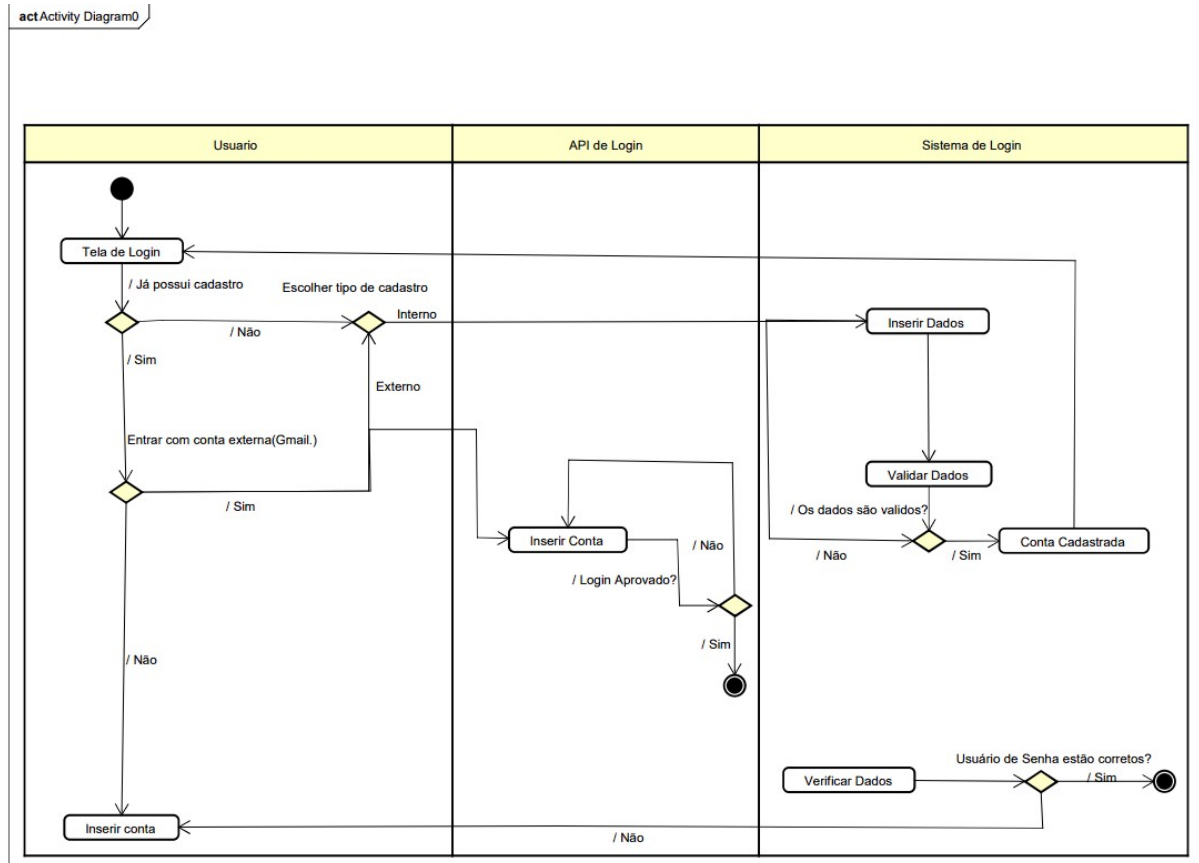 act Activity Diagram0
Usuario
API de Login
Sistema de Login
Tela de Login
/ Já possui cadastro
Escolher tipo de cadastro
/ Não
Interno
Inserir Dados
/ Sim
Externo
Entrar com conta externa(Gmail.)
/ Sim
Validar Dados
/ Os dados são validos?
Inserir Conta
/ Não
/ Não
/ Sim
Conta Cadastrada
/ Login Aprovado?
/ Sim
/ Não
Usuário de Senha estão corretos?
Verificar Dados
/ Sim
Inserir conta
/ Não